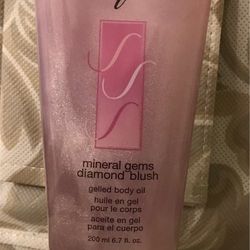 mineral gems
diamond blush
gelled body oil
huile en gel
pour le corps
aceite en gel
para el cuerpo
200 ml 6.7 fl. oz.